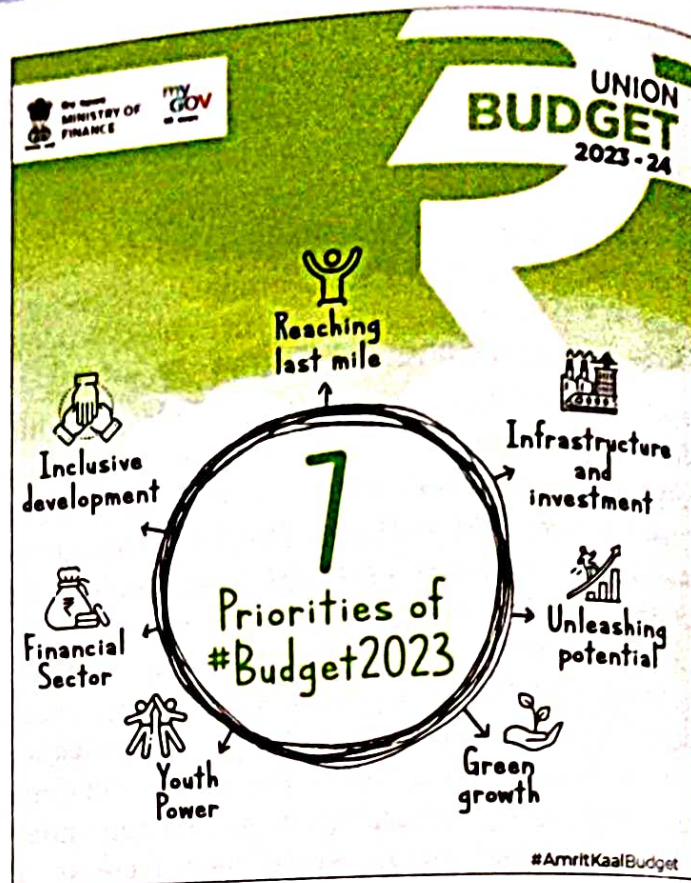 MINISTRY OF
FINANCE
my
GOV
UNION
BUDGET
2023-24
Reaching
last mile
Infrastructure
and
investment
Unleashing
potential
Green
growth
Youth
Power
Financial
Sector
Inclusive
development
7
Priorities of
#Budget2023
#AmritKaalBudget